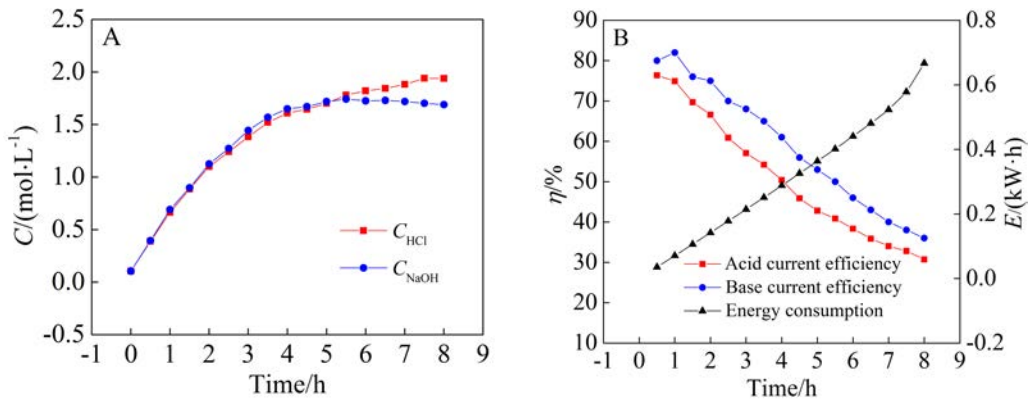 A
C/(mol·L⁻¹)
2.5
2.0
1.5
1.0
0.5
0.0
-0.5
C_HCl
C_NaOH
-1 0 1 2 3 4 5 6 7 8 9
Time/h
B
η/%
90
80
70
60
50
40
30
20
10
Acid current efficiency
Base current efficiency
Energy consumption
0.8
0.6
0.4
0.2
0.0
-0.2
E/(kW·h)
-1 0 1 2 3 4 5 6 7 8 9
Time/h